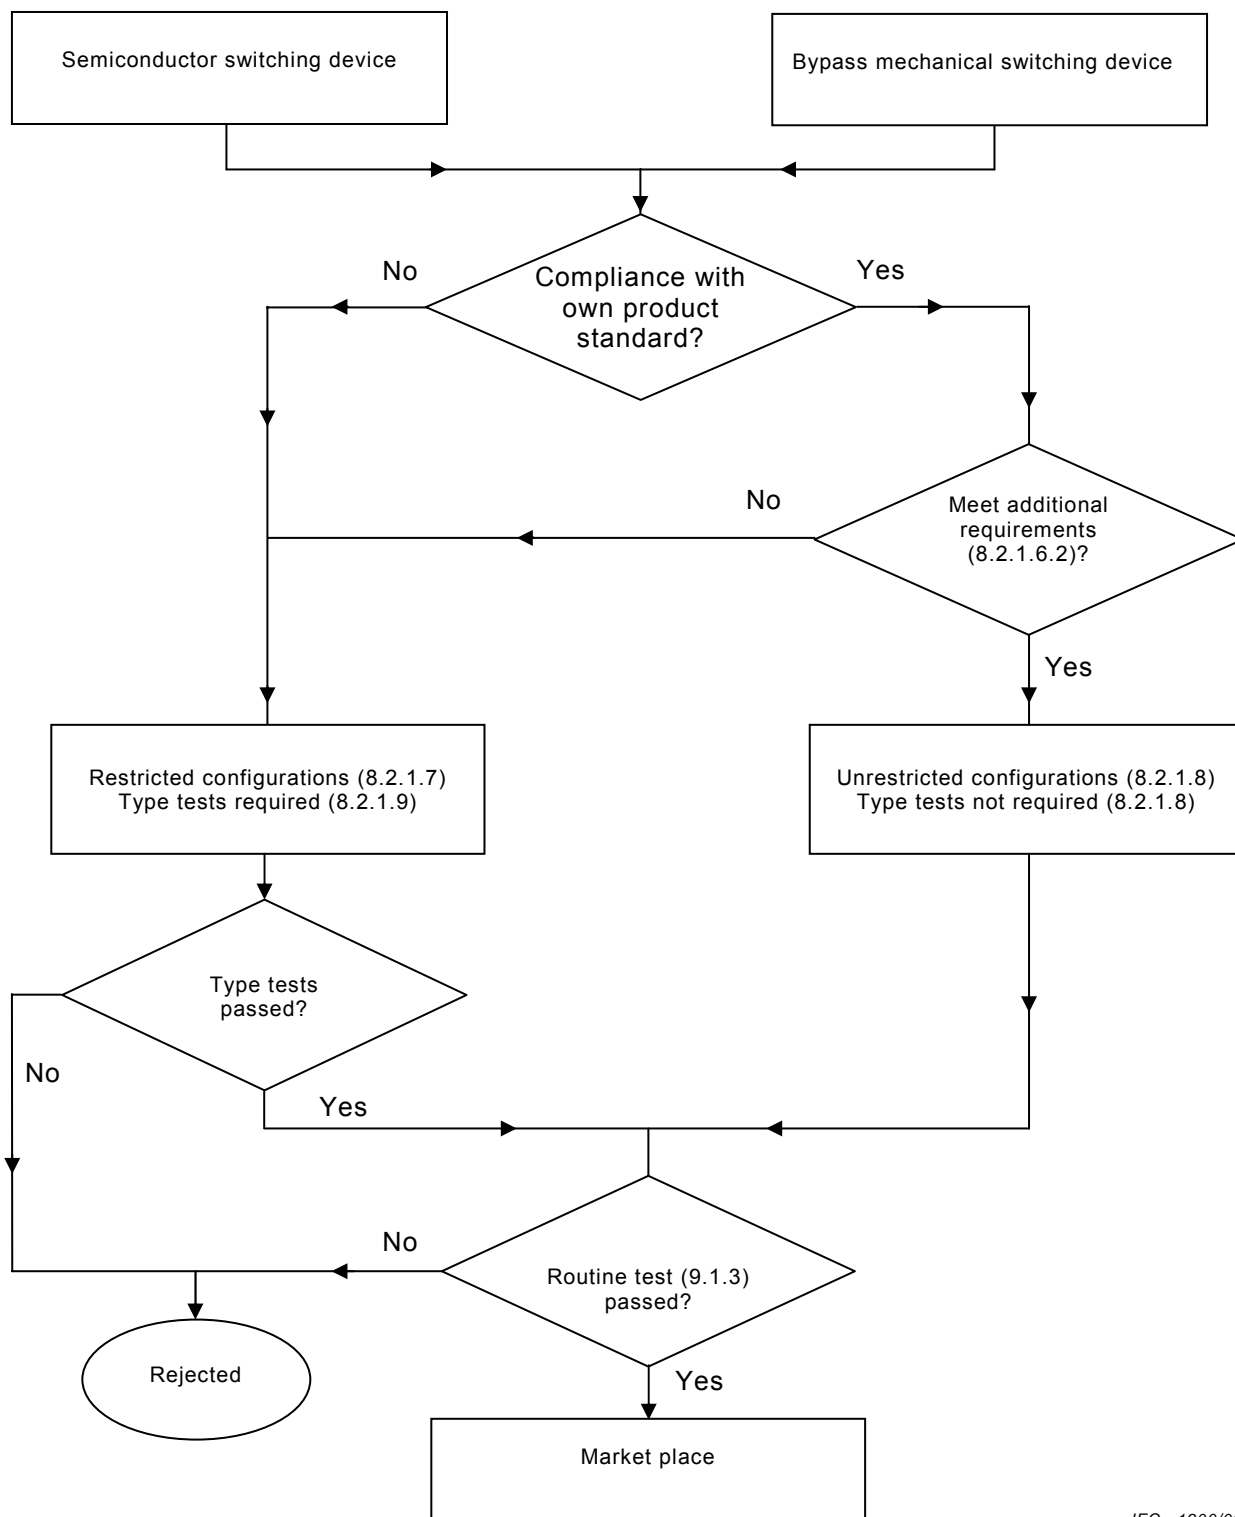 Semiconductor switching device
Bypass mechanical switching device
No
Compliance with
own product
standard?
Yes
No
Meet additional
requirements
(8.2.1.6.2)?
Yes
Restricted configurations (8.2.1.7)
Type tests required (8.2.1.9)
Unrestricted configurations (8.2.1.8)
Type tests not required (8.2.1.8)
Type tests
passed?
No
Yes
No
Routine test (9.1.3)
passed?
Rejected
Yes
Market place